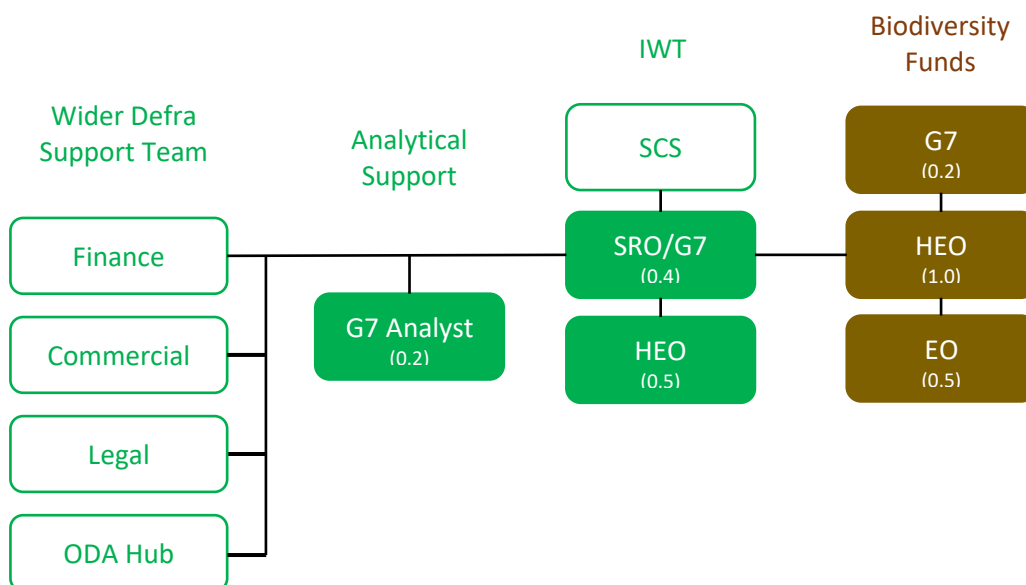 Wider Defra
Support Team
Finance
Commercial
Legal
ODA Hub
Analytical
Support
G7 Analyst
(0.2)
IWT
SCS
SRO/G7
(0.4)
HEO
(0.5)
Biodiversity
Funds
G7
(0.2)
HEO
(1.0)
EO
(0.5)